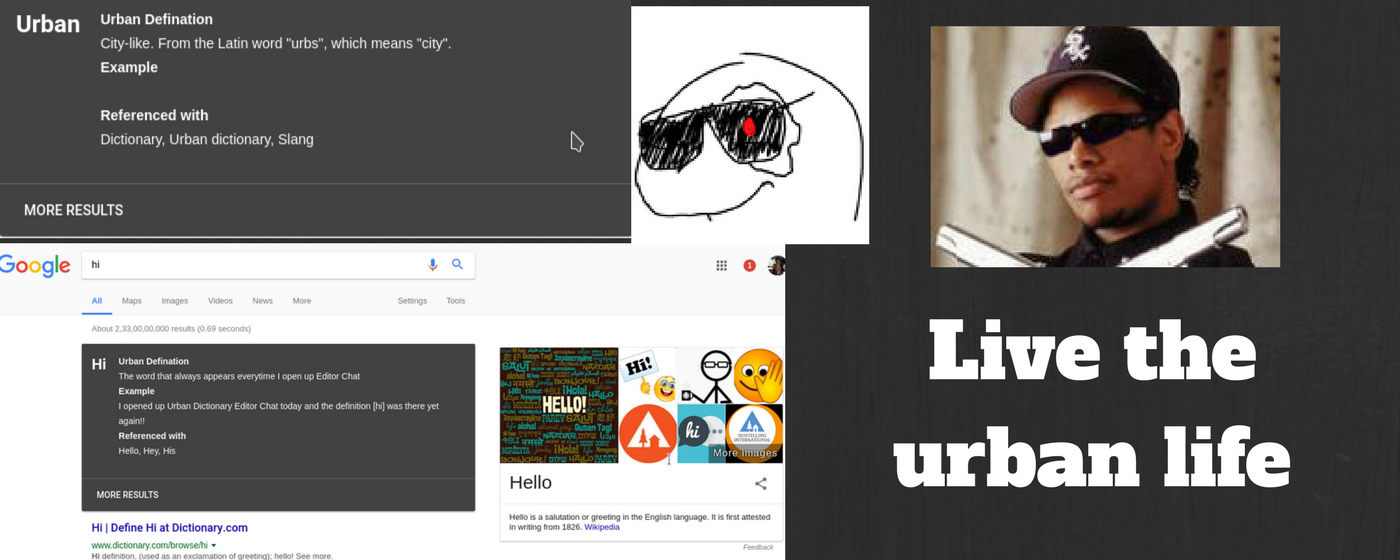 Urban
Urban Defination
City-like. From the Latin word "urbs", which means "city".
Example
Referenced with
Dictionary, Urban dictionary, Slang
MORE RESULTS
Google
hi
1
All Maps Images Videos News More Settings Tools
About 2,33,00,00,000 results (0.69 seconds)
Hi
Urban Defination
The word that always appears everytime I open up Editor Chat
Example
I opened up Urban Dictionary Editor Chat today and the definition [hi] was there yet
again!!
Referenced with
Hello, Hey, His
MORE RESULTS
Hi | Define Hi at Dictionary.com
www.dictionary.com/browse/hi
Hi definition, (used as an exclamation of greeting); hello! See more.
HELLO!
Hi!
hi
HOSTELLING
INTERNATIONAL
More images
Hello
Hello is a salutation or greeting in the English language. It is first attested
in writing from 1826. Wikipedia
Feedback
Live the
urban life